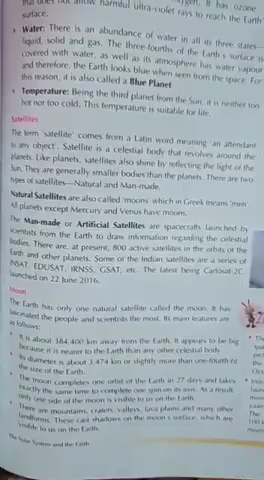 that does not allow harmful ultra-violet rays to reach the Earth's
surface.
• Water: There is an abundance of water in all its three states—
liquid, solid and gas. The three-fourths of the Earth's surface is
covered with water, as well as its atmosphere has water vapour
and therefore, the Earth looks blue when seen from the space. For
this reason, it is also called a Blue Planet
• Temperature: Being the third planet from the Sun, it is neither too
hot nor too cold. This temperature is suitable for life.
Satellites
The term 'satellite' comes from a Latin word meaning 'an attendant
to any object'. Satellite is a celestial body that revolves around the
planets. Like planets, satellites also shine by reflecting the light of the
Sun. They are generally smaller bodies than the planets. There are two
types of satellites—Natural and Man-made.
Natural Satellites are also called 'moons' which in Greek means 'men'.
All planets except Mercury and Venus have moons.
The Man-made or Artificial Satellites are spacecrafts launched by
scientists from the Earth to draw information regarding the celestial
bodies. There are, at present, 800 active satellites in the orbits of the
Earth and other planets. Some of the Indian satellites are a series of
INSAT, EDUSAT, IRNSS, GSAT, etc. The latest being Cartosat-2C,
launched on 22 June 2016.
Moon
The Earth has only one natural satellite called the moon. It has
fascinated the people and scientists the most. Its main features are
as follows:
• It is about 384,400 km away from the Earth. It appears to be big
because it is nearer to the Earth than any other celestial body.
• Its diameter is about 3,474 km or slightly more than one-fourth of
the size of the Earth.
• The moon completes one orbit of the Earth in 27 days and takes
exactly the same time to complete one spin on its axis. As a result,
only one side of the moon is visible to us on the Earth.
• There are mountains, craters, valleys, lava plains and many other
landforms. These cast shadows on the moon's surface, which are
visible to us on the Earth.
The Solar System and the Earth